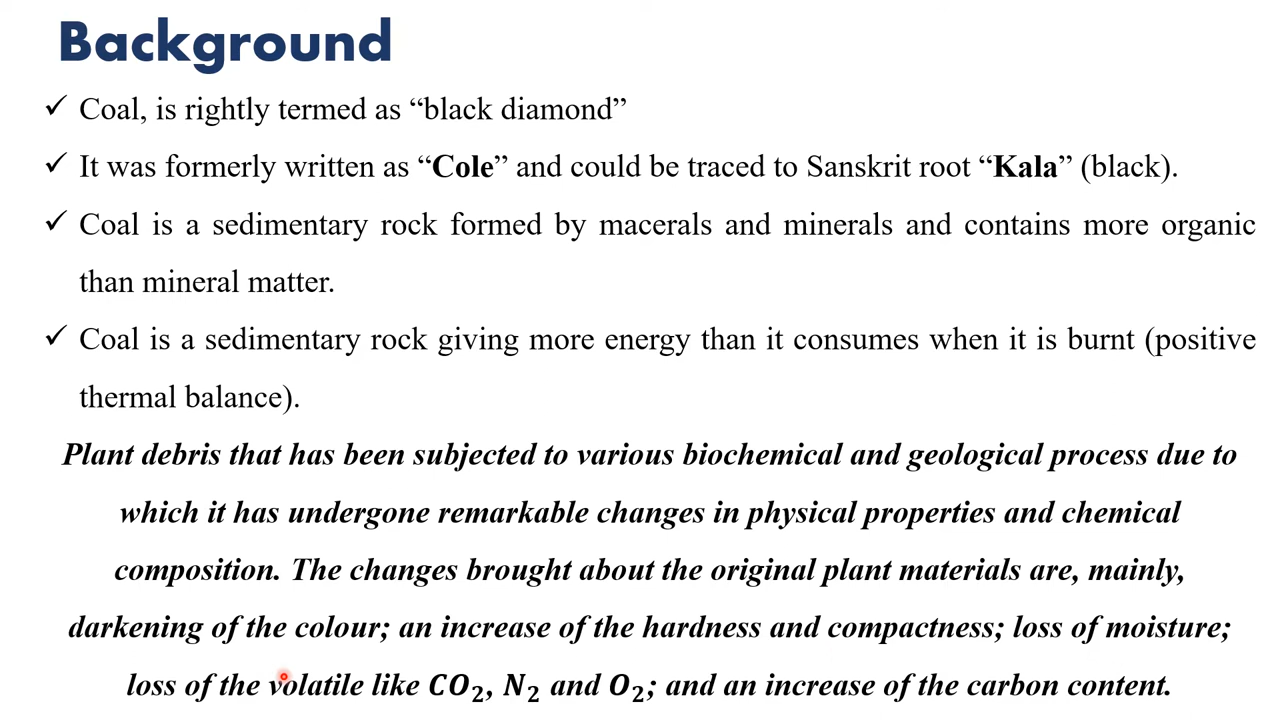 Background
✓ Coal, is rightly termed as “black diamond”
✓ It was formerly written as “Cole” and could be traced to Sanskrit root “Kala” (black).
✓ Coal is a sedimentary rock formed by macerals and minerals and contains more organic
than mineral matter.
✓ Coal is a sedimentary rock giving more energy than it consumes when it is burnt (positive
thermal balance).
Plant debris that has been subjected to various biochemical and geological process due to
which it has undergone remarkable changes in physical properties and chemical
composition. The changes brought about the original plant materials are, mainly,
darkening of the colour; an increase of the hardness and compactness; loss of moisture;
loss of the volatile like CO₂, N₂ and O₂; and an increase of the carbon content.